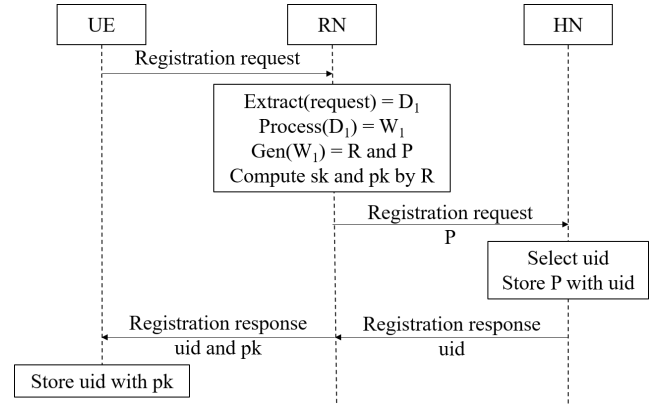 UE
RN
HN
Registration request
Extract(request) = D₁
Process(D₁) = W₁
Gen(W₁) = R and P
Compute sk and pk by R
Registration request
P
Select uid
Store P with uid
Registration response
uid and pk
Registration response
uid
Store uid with pk